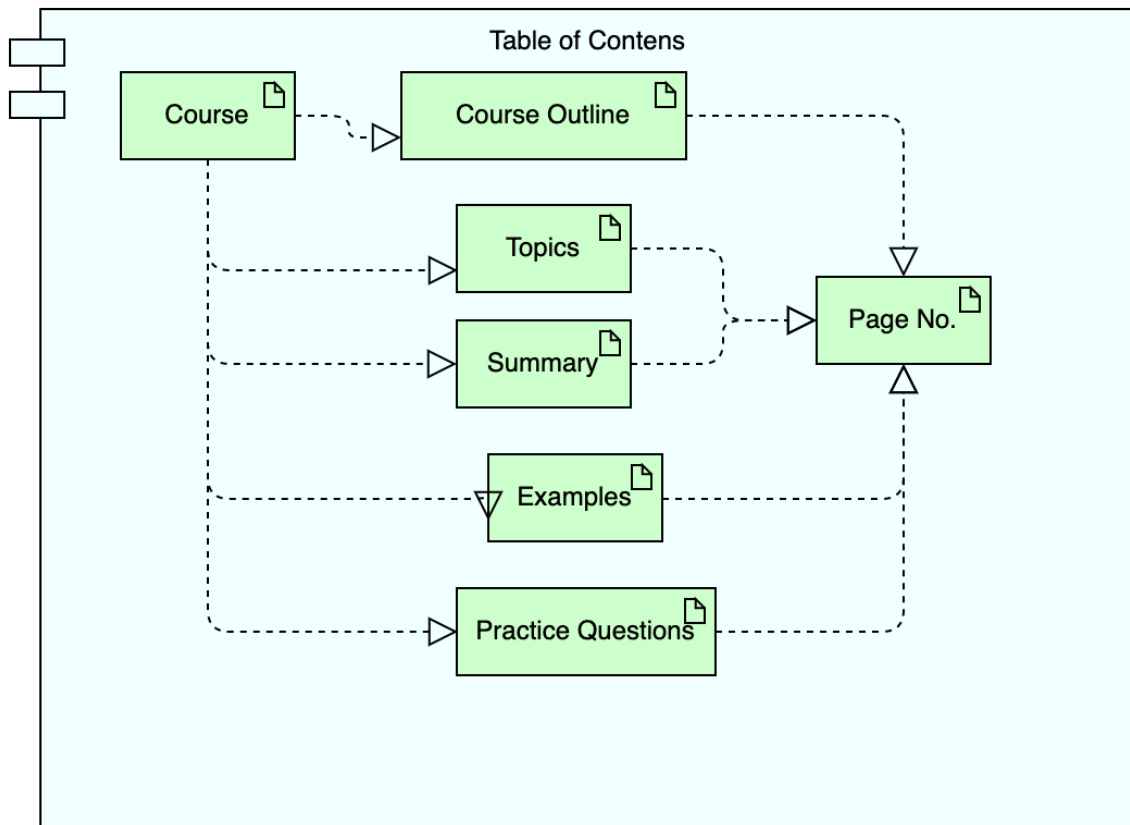 Table of Contens
Course
Course Outline
Topics
Page No.
Summary
Examples
Practice Questions